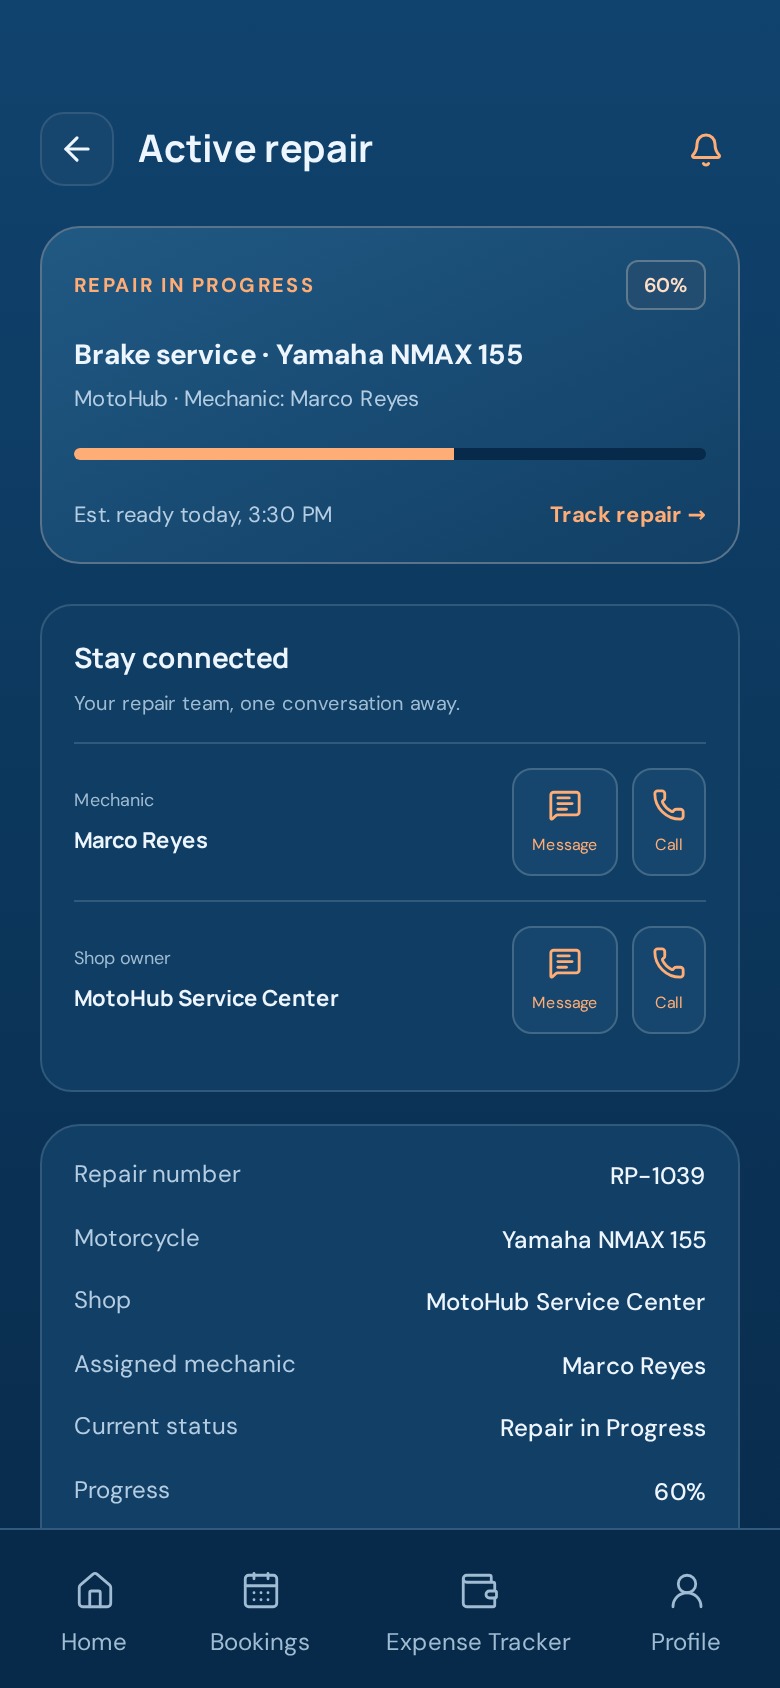 Active repair
REPAIR IN PROGRESS
60%
Brake service · Yamaha NMAX 155
MotoHub · Mechanic: Marco Reyes
Est. ready today, 3:30 PM
Track repair →
Stay connected
Your repair team, one conversation away.
Mechanic
Marco Reyes
Message
Call
Shop owner
MotoHub Service Center
Message
Call
Repair number
RP-1039
Motorcycle
Yamaha NMAX 155
Shop
MotoHub Service Center
Assigned mechanic
Marco Reyes
Current status
Repair in Progress
Progress
60%
Home
Bookings
Expense Tracker
Profile